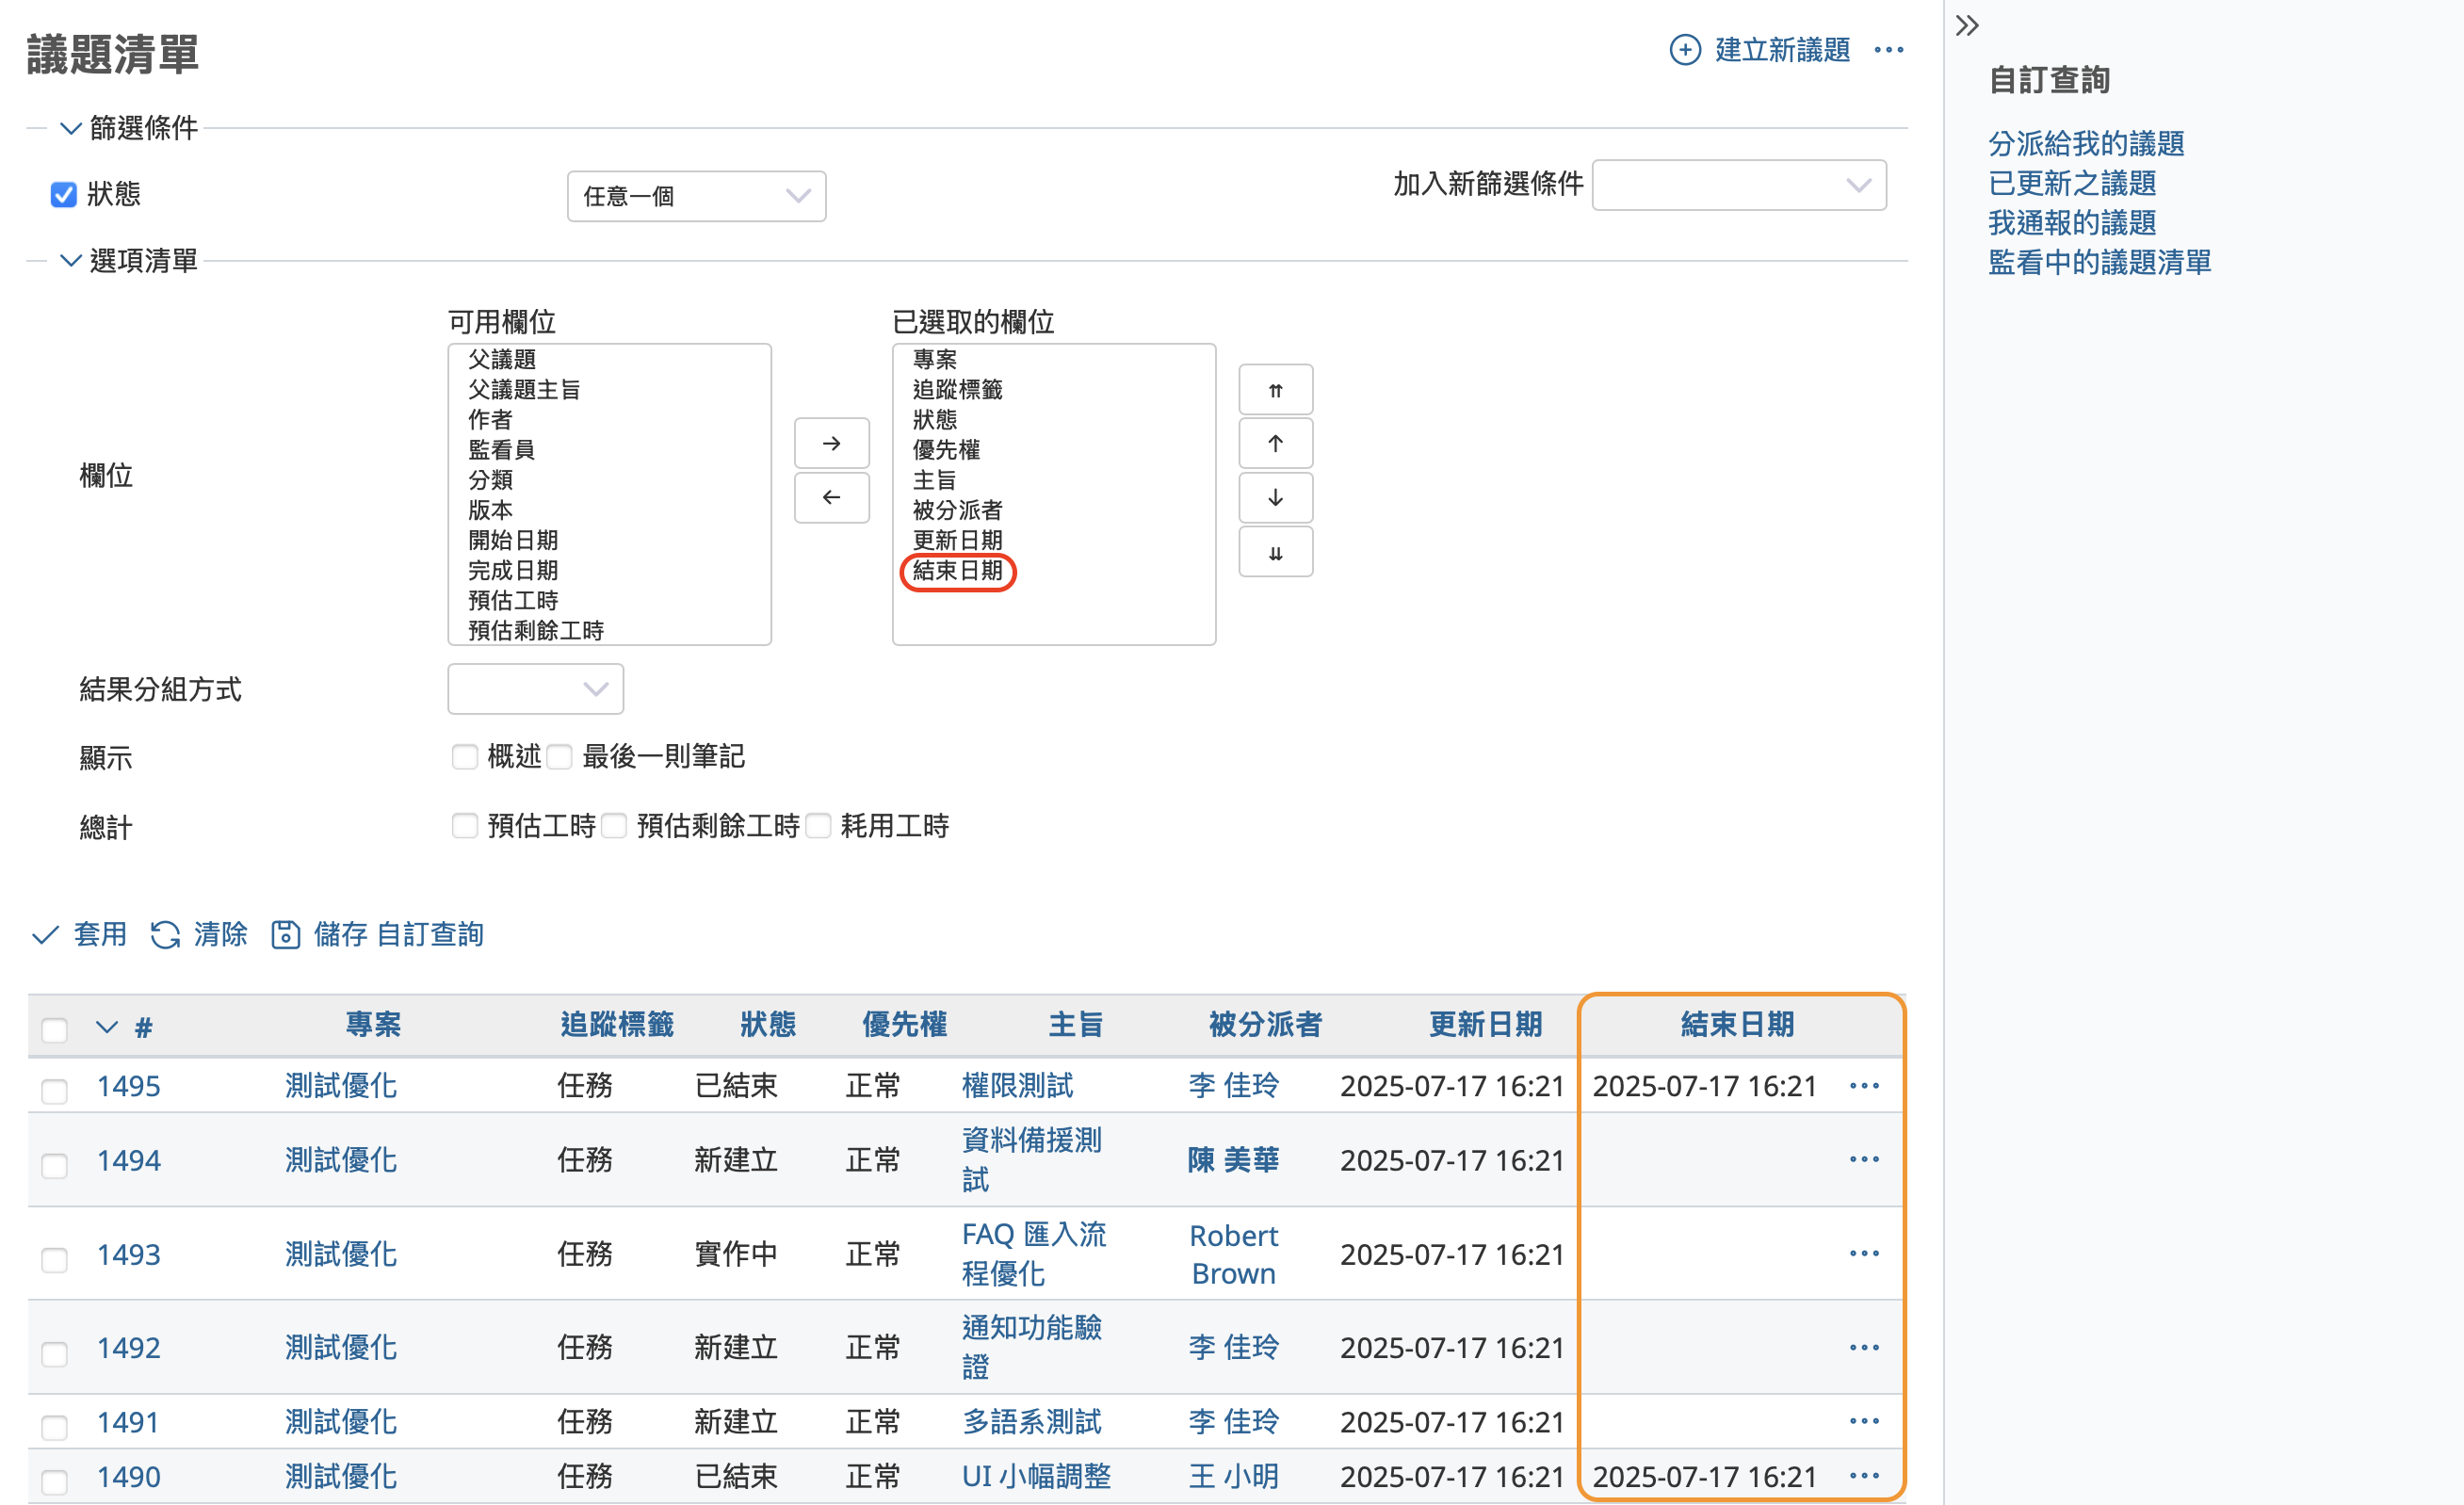 議題清單
建立新議題
篩選條件
狀態
任意一個
加入新篩選條件
選項清單
可用欄位
已選取的欄位
欄位
父議題
父議題主旨
作者
監看員
分類
版本
開始日期
完成日期
預估工時
預估剩餘工時
專案
追蹤標籤
狀態
優先權
主旨
被分派者
更新日期
結束日期
結果分組方式
顯示
概述 最後一則筆記
總計
預估工時 預估剩餘工時 耗用工時
套用 清除 儲存 自訂查詢
# 專案 追蹤標籤 狀態 優先權 主旨 被分派者 更新日期 結束日期
1495 測試優化 任務 已結束 正常 權限測試 李 佳玲 2025-07-17 16:21 2025-07-17 16:21
1494 測試優化 任務 新建立 正常 資料備援測
試 陳 美華 2025-07-17 16:21
1493 測試優化 任務 實作中 正常 FAQ 匯入流
程優化 Robert
Brown 2025-07-17 16:21
1492 測試優化 任務 新建立 正常 通知功能驗
證 李 佳玲 2025-07-17 16:21
1491 測試優化 任務 新建立 正常 多語系測試 李 佳玲 2025-07-17 16:21
1490 測試優化 任務 已結束 正常 UI 小幅調整 王 小明 2025-07-17 16:21 2025-07-17 16:21
自訂查詢
分派給我的議題
已更新之議題
我通報的議題
監看中的議題清單